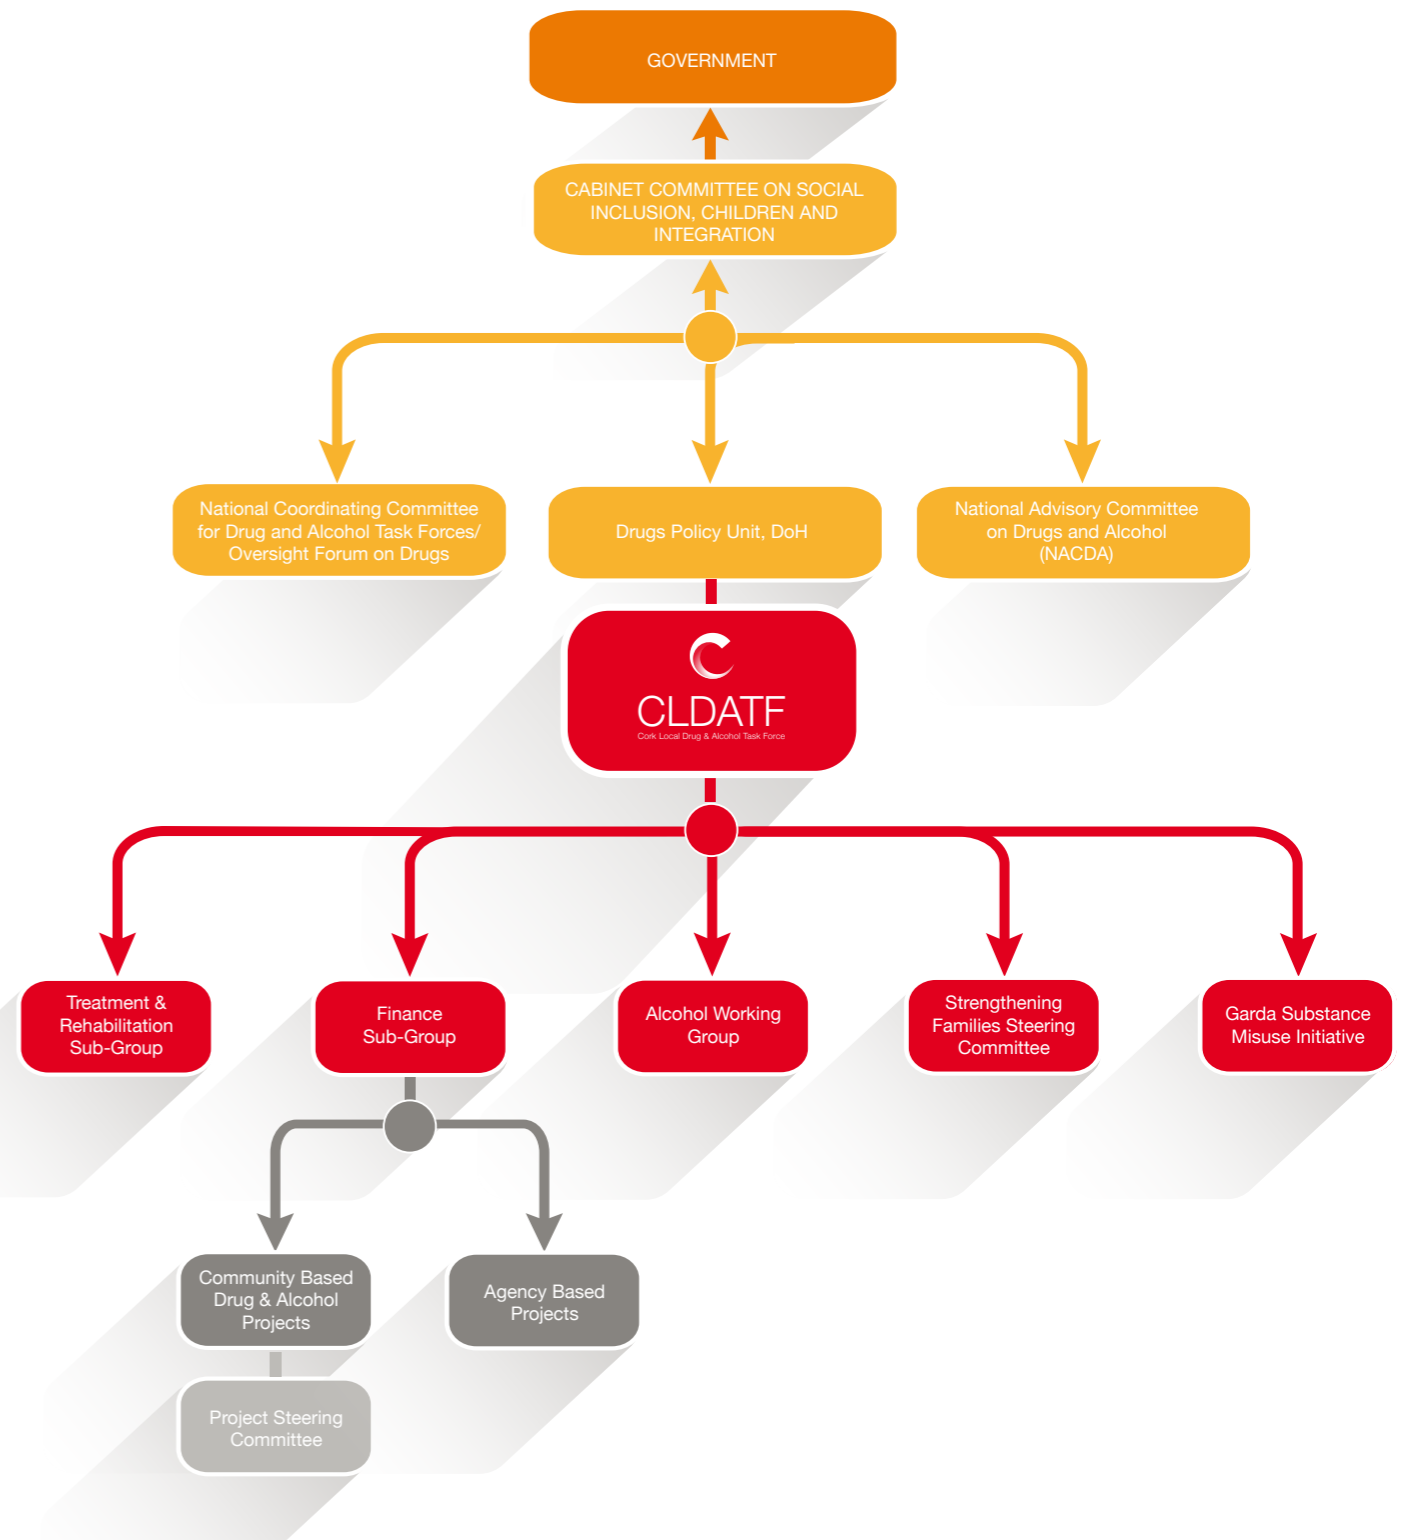 GOVERNMENT
CABINET COMMITTEE ON SOCIAL
INCLUSION, CHILDREN AND
INTEGRATION
National Coordinating Committee
for Drug and Alcohol Task Forces/
Oversight Forum on Drugs
Drugs Policy Unit, DoH
National Advisory Committee
on Drugs and Alcohol
(NACDA)
CLDATF
Cork Local Drug & Alcohol Task Force
Treatment &
Rehabilitation
Sub-Group
Finance
Sub-Group
Alcohol Working
Group
Strengthening
Families Steering
Committee
Garda Substance
Misuse Initiative
Community Based
Drug & Alcohol
Projects
Agency Based
Projects
Project Steering
Committee